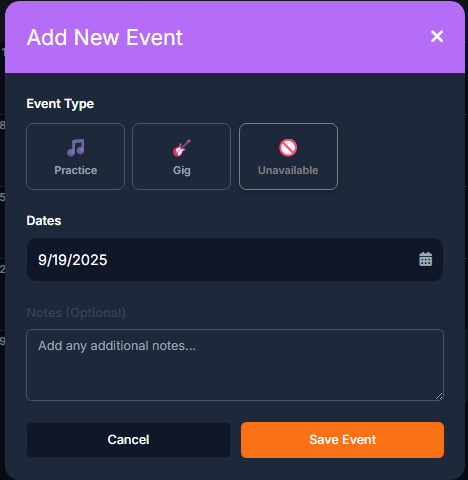 Add New Event
Event Type
Practice
Gig
Unavailable
Dates
9/19/2025
Notes (Optional)
Add any additional notes...
Cancel
Save Event